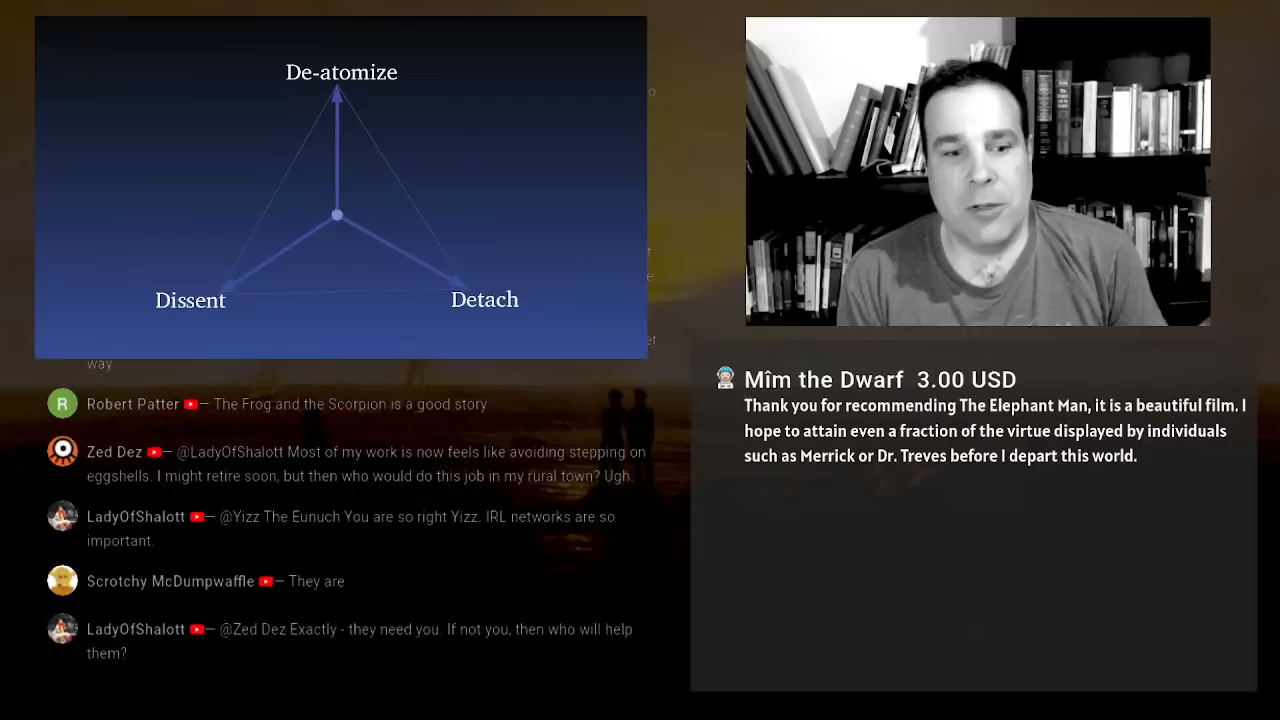 De-atomize
Dissent
Detach
way
Robert Patter — The Frog and the Scorpion is a good story
Zed Dez — @LadyOfShalott Most of my work is now feels like avoiding stepping on
eggshells. I might retire soon, but then who would do this job in my rural town? Ugh.
LadyOfShalott — @Yizz The Eunuch You are so right Yizz. IRL networks are so
important.
Scrotchy McDumpwaffle — They are
LadyOfShalott — @Zed Dez Exactly - they need you. If not you, then who will help
them?
R
Mîm the Dwarf 3.00 USD
Thank you for recommending The Elephant Man, it is a beautiful film. I
hope to attain even a fraction of the virtue displayed by individuals
such as Merrick or Dr. Treves before I depart this world.